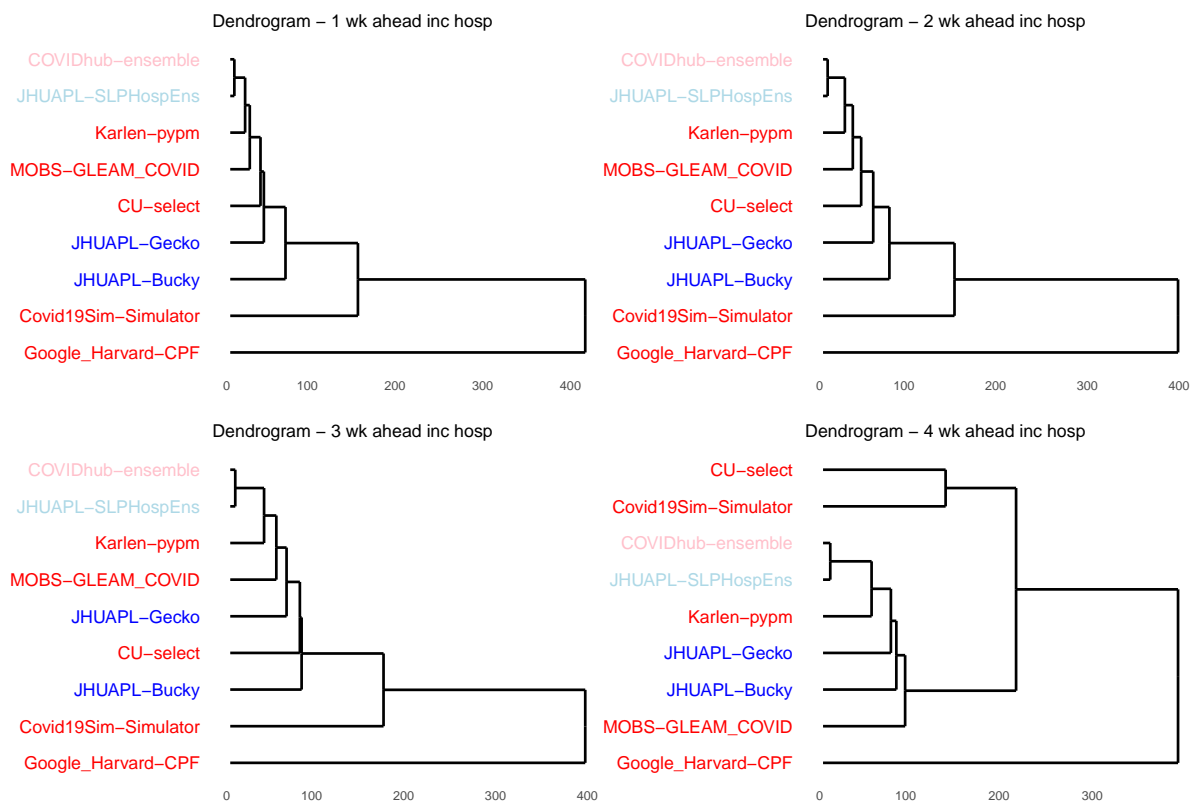 Dendrogram – 1 wk ahead inc hosp
COVIDhub–ensemble
JHUAPL–SLPHospEns
Karlen–pypm
MOBS–GLEAM_COVID
CU–select
JHUAPL–Gecko
JHUAPL–Bucky
Covid19Sim–Simulator
Google_Harvard–CPF
0 100 200 300 400
Dendrogram – 2 wk ahead inc hosp
COVIDhub–ensemble
JHUAPL–SLPHospEns
Karlen–pypm
MOBS–GLEAM_COVID
CU–select
JHUAPL–Gecko
JHUAPL–Bucky
Covid19Sim–Simulator
Google_Harvard–CPF
0 100 200 300 400
Dendrogram – 3 wk ahead inc hosp
COVIDhub–ensemble
JHUAPL–SLPHospEns
Karlen–pypm
MOBS–GLEAM_COVID
JHUAPL–Gecko
CU–select
JHUAPL–Bucky
Covid19Sim–Simulator
Google_Harvard–CPF
0 100 200 300 400
Dendrogram – 4 wk ahead inc hosp
CU–select
Covid19Sim–Simulator
COVIDhub–ensemble
JHUAPL–SLPHospEns
Karlen–pypm
JHUAPL–Gecko
JHUAPL–Bucky
MOBS–GLEAM_COVID
Google_Harvard–CPF
0 100 200 300